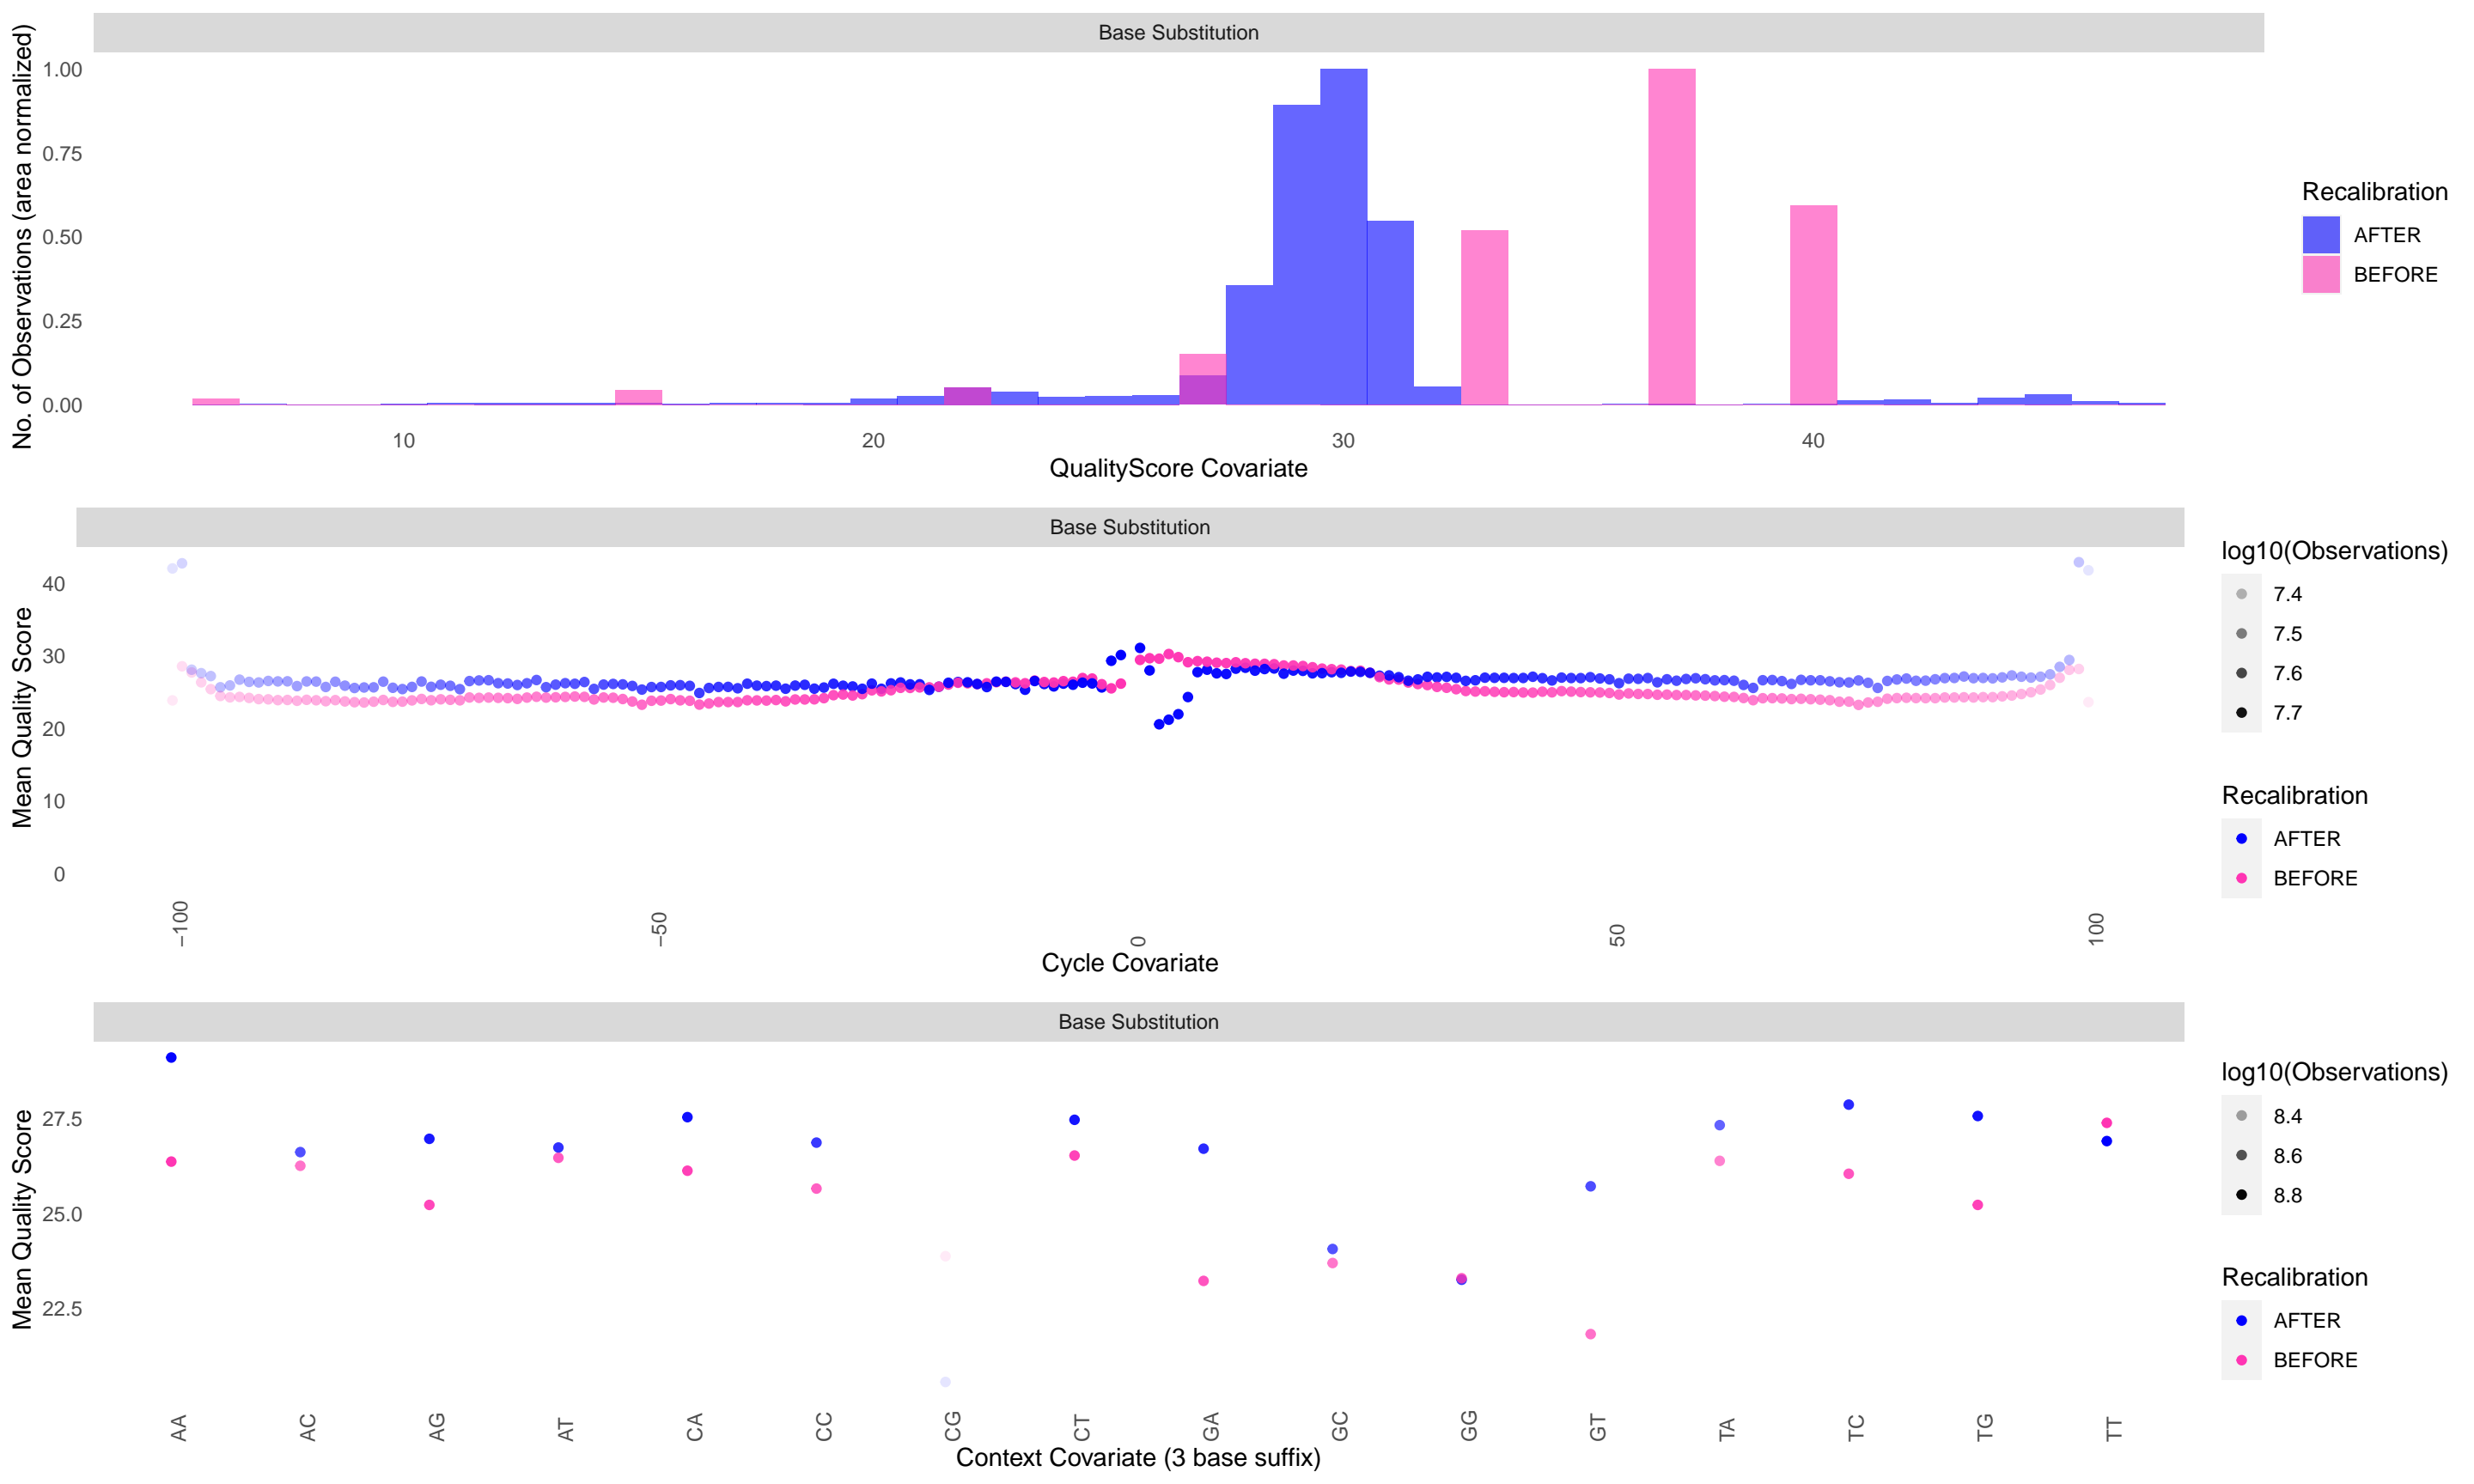 Base Substitution
No. of Observations (area normalized)
1.00
0.75
0.50
0.25
0.00
10 20 30 40
QualityScore Covariate
Recalibration
AFTER
BEFORE
Base Substitution
Mean Quality Score
40
30
20
10
0
−100 −50 0 50 100
Cycle Covariate
log10(Observations)
7.4
7.5
7.6
7.7
Recalibration
AFTER
BEFORE
Base Substitution
Mean Quality Score
27.5
25.0
22.5
AA AC AG AT CA CC CG CT GA GC GG GT TA TC TG TT
Context Covariate (3 base suffix)
log10(Observations)
8.4
8.6
8.8
Recalibration
AFTER
BEFORE